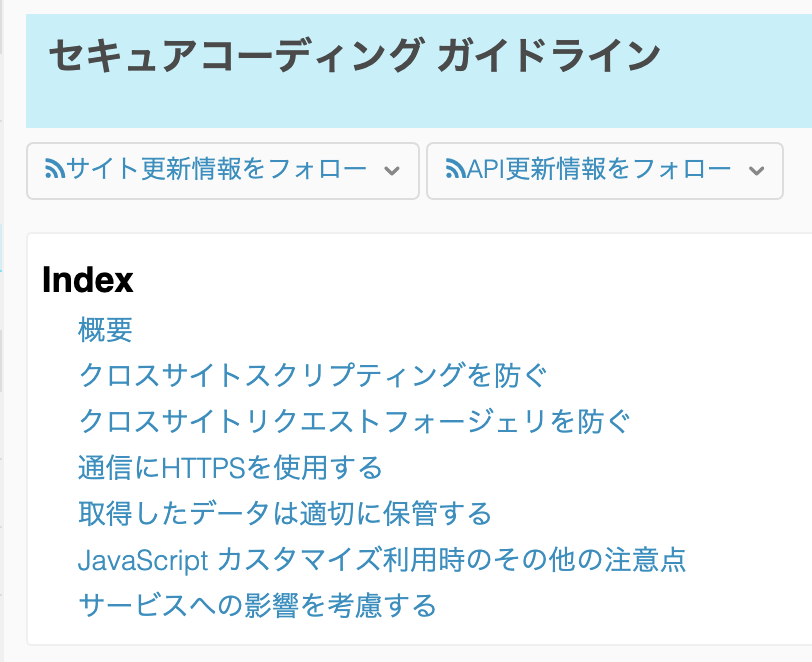 セキュアコーディング ガイドライン
サイト更新情報をフォロー
API更新情報をフォロー
Index
概要
クロスサイトスクリプティングを防ぐ
クロスサイトリクエストフォージェリを防ぐ
通信にHTTPSを使用する
取得したデータは適切に保管する
JavaScript カスタマイズ利用時のその他の注意点
サービスへの影響を考慮する